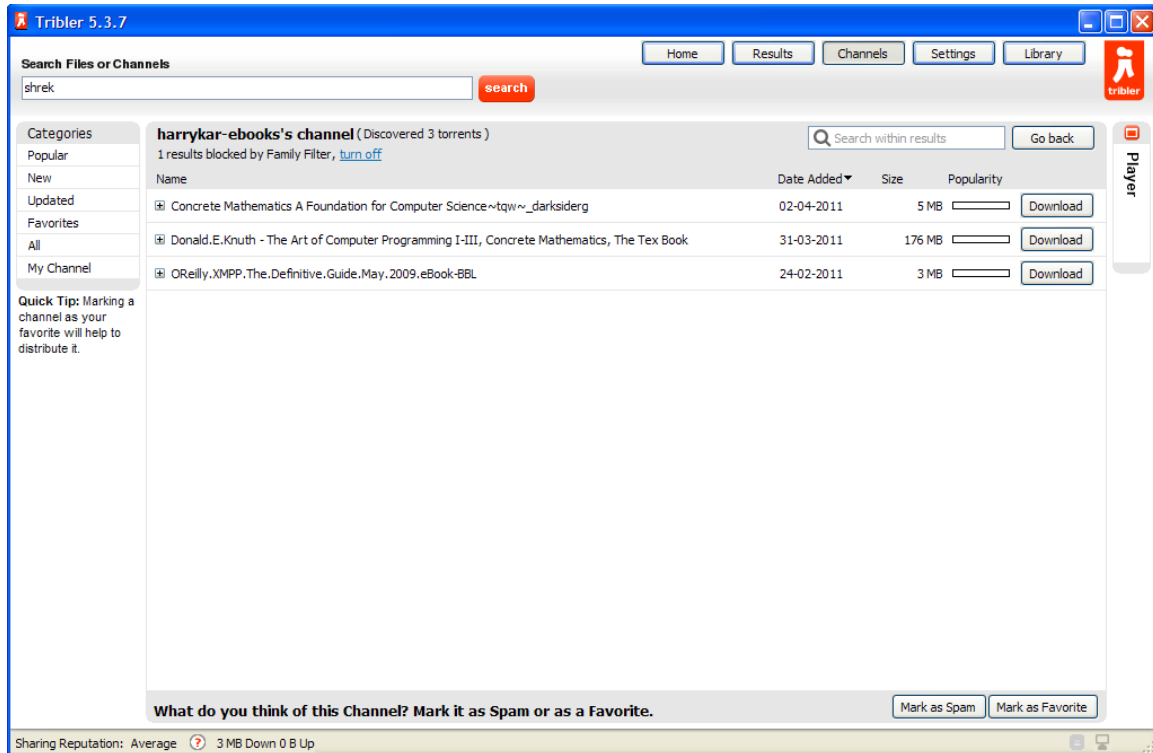 Tribler 5.3.7
Home Results Channels Settings Library
Search Files or Channels
shrek search
tribler
Categories
Popular
New
Updated
Favorites
All
My Channel
Quick Tip: Marking a
channel as your
favorite will help to
distribute it.
harrykar-ebooks's channel (Discovered 3 torrents )
1 results blocked by Family Filter, turn off
Search within results Go back
Name Date Added Size Popularity
Concrete Mathematics A Foundation for Computer Science~tqw~_darksiderg 02-04-2011 5 MB Download
Donald.E.Knuth - The Art of Computer Programming I-III, Concrete Mathematics, The Tex Book 31-03-2011 176 MB Download
OReilly.XMPP.The.Definitive.Guide.May.2009.eBook-BBL 24-02-2011 3 MB Download
Player
What do you think of this Channel? Mark it as Spam or as a Favorite. Mark as Spam Mark as Favorite
Sharing Reputation: Average ? 3 MB Down 0 B Up